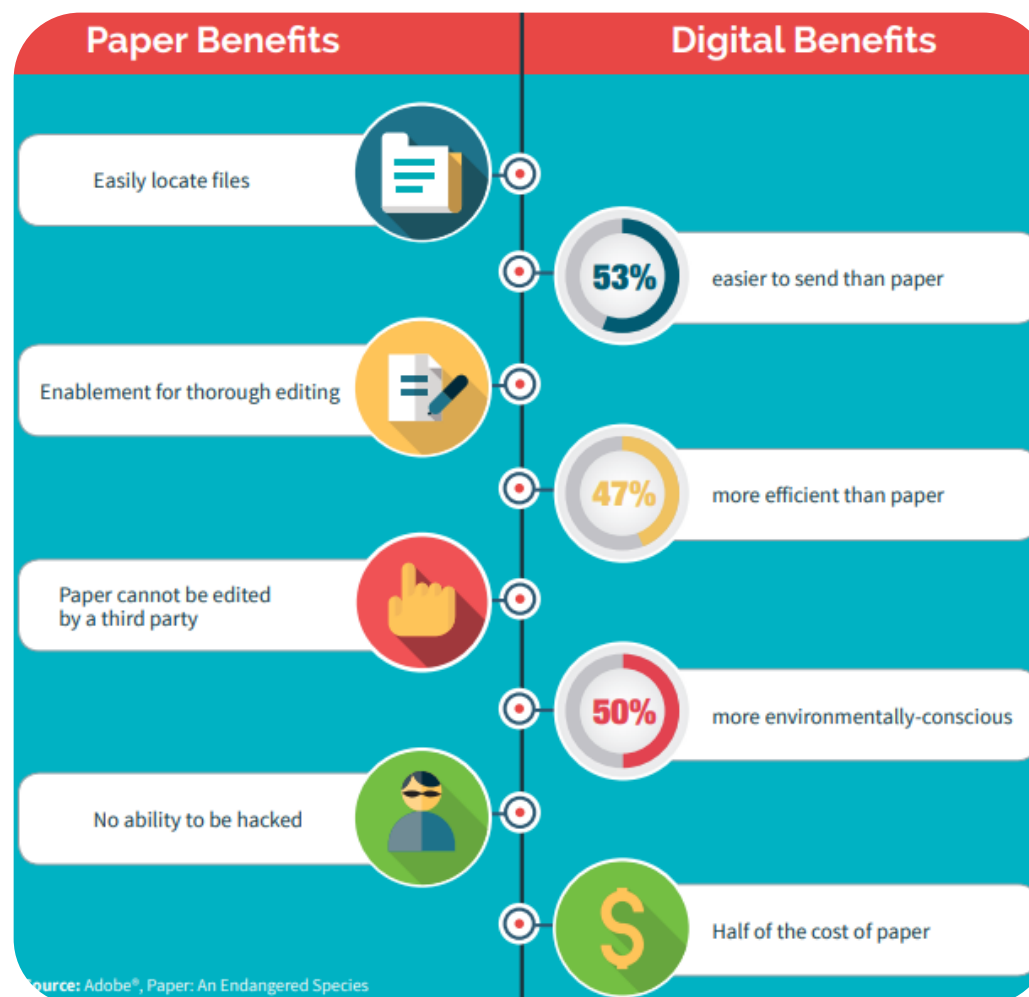 Paper Benefits
Digital Benefits
Easily locate files
53%
easier to send than paper
Enablement for thorough editing
47%
more efficient than paper
Paper cannot be edited
by a third party
50%
more environmentally-conscious
No ability to be hacked
$
Half of the cost of paper
ource: Adobe®, Paper: An Endangered Species